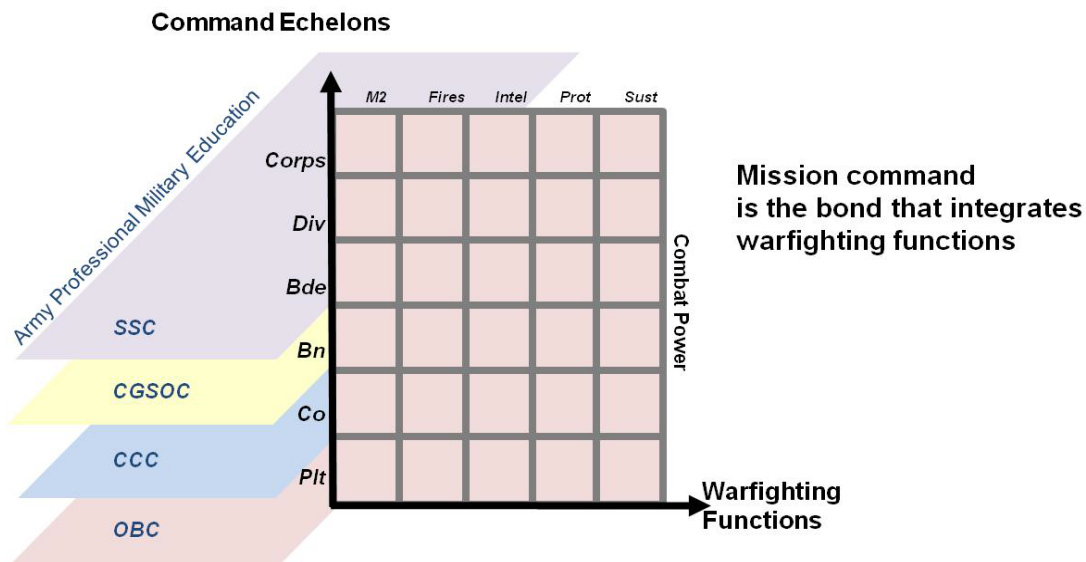 Command Echelons
Army Professional Military Education
M2 Fires Intel Prot Sust
Corps
Div
Bde
Bn
Co
Plt
SSC
CGSOC
CCC
OBC
Combat Power
Mission command
is the bond that integrates
warfighting functions
Warfighting
Functions